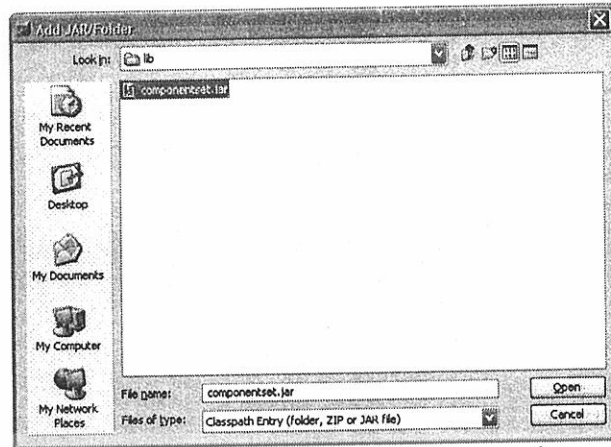 Add JAR/Folder
Look in: lib
componentset.jar
My Recent
Documents
Desktop
My Documents
My Computer
My Network
Places
File name: componentset.jar
Open
Files of type: Classpath Entry (folder, ZIP or JAR file)
Cancel